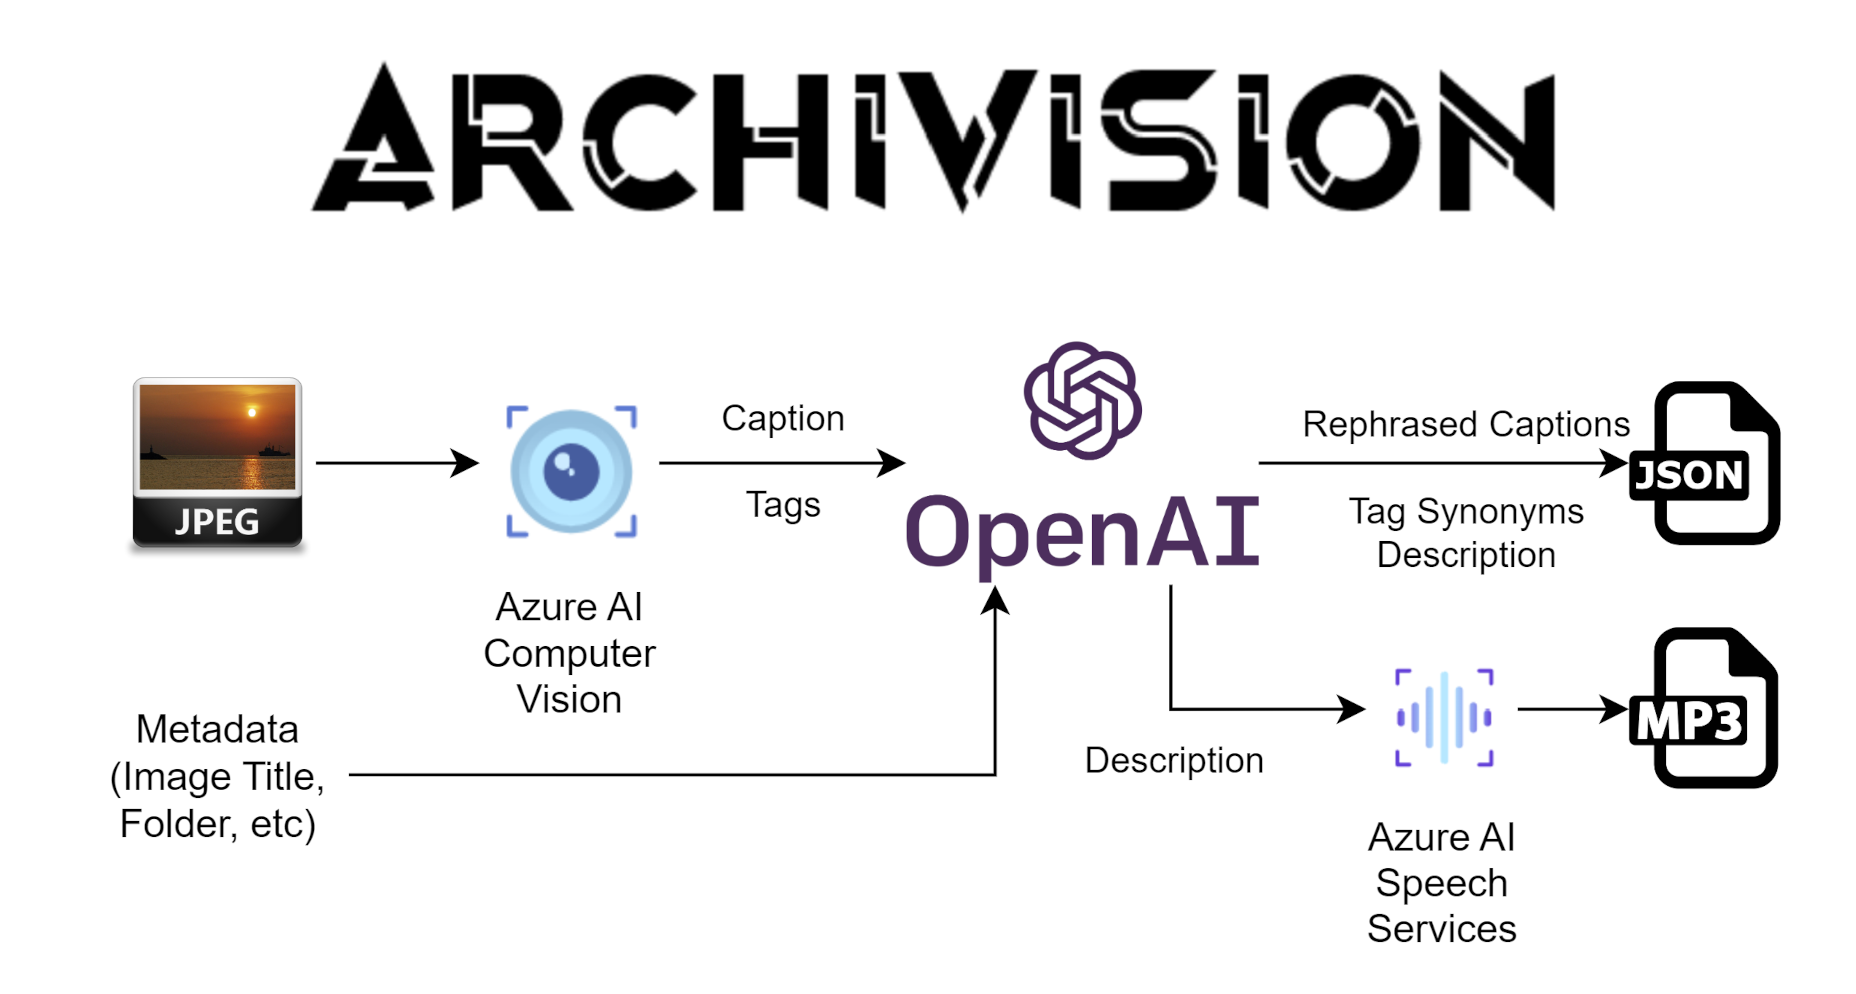 ARCHIVISION
JPEG
Azure AI
Computer
Vision
Caption
Tags
OpenAI
Rephrased Captions
Tag Synonyms
Description
JSON
Metadata
(Image Title,
Folder, etc)
Description
Azure AI
Speech
Services
MP3